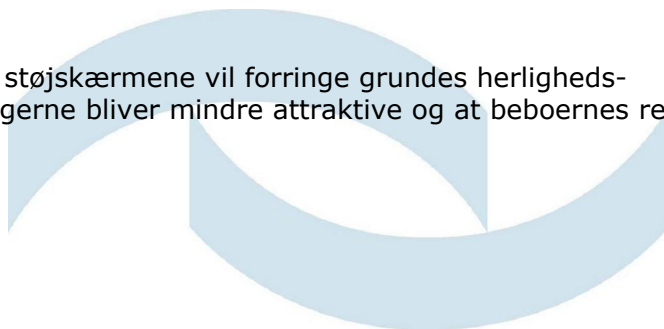 støjskærmene vil forringe grundes herligheds-
gerne bliver mindre attraktive og at beboernes re